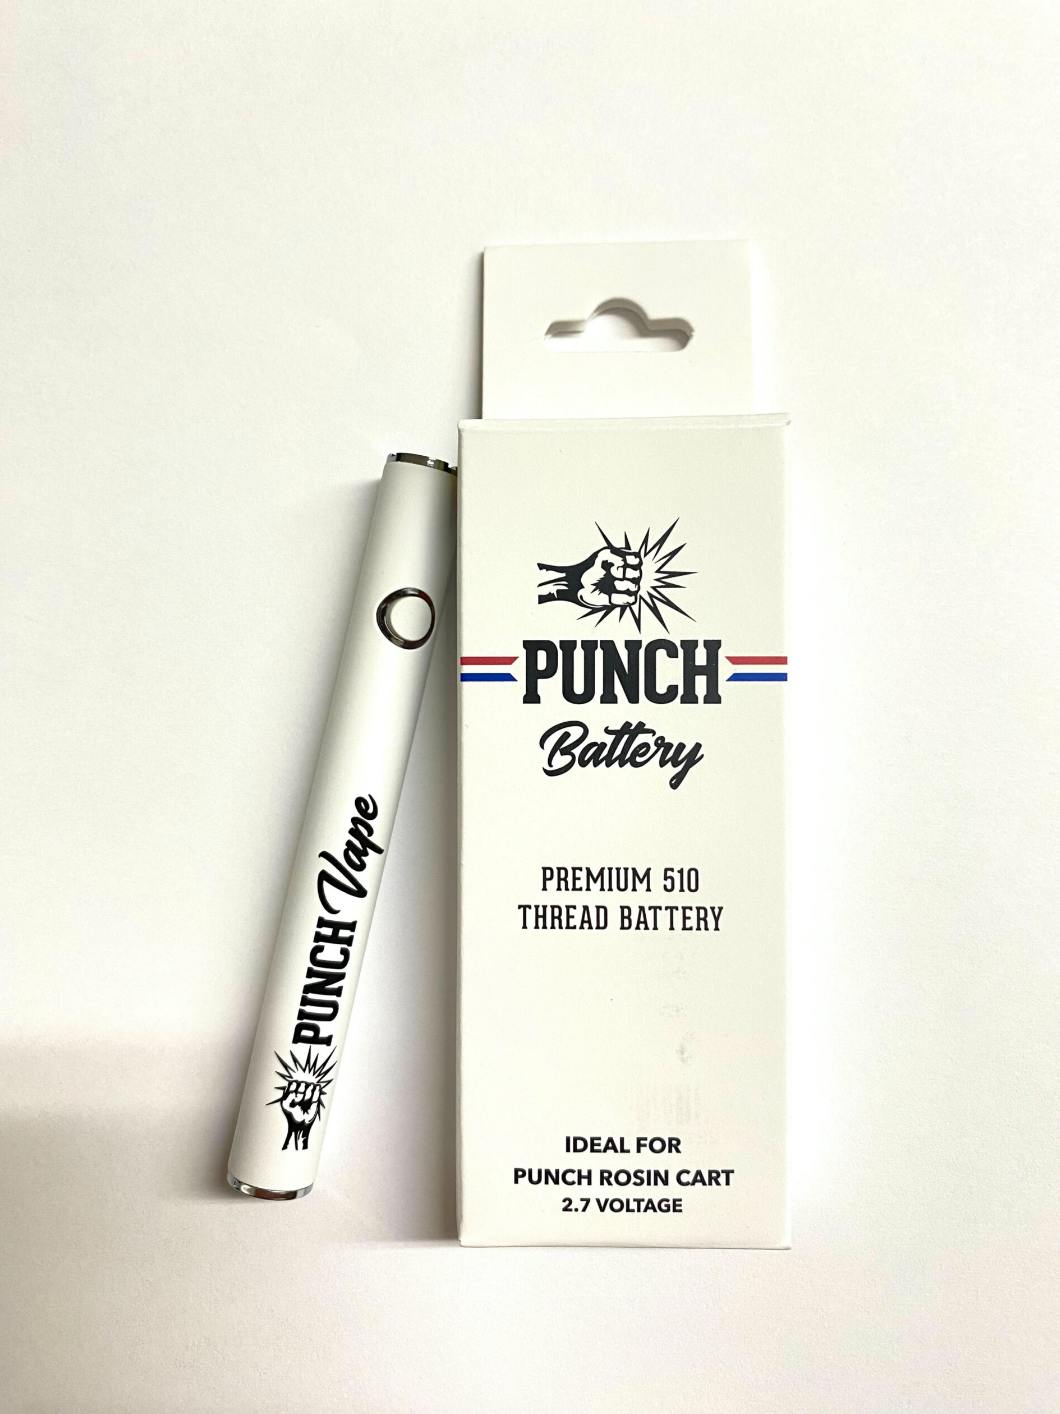 PUNCH Vape
PUNCH
Battery
PREMIUM 510
THREAD BATTERY
IDEAL FOR
PUNCH ROSIN CART
2.7 VOLTAGE